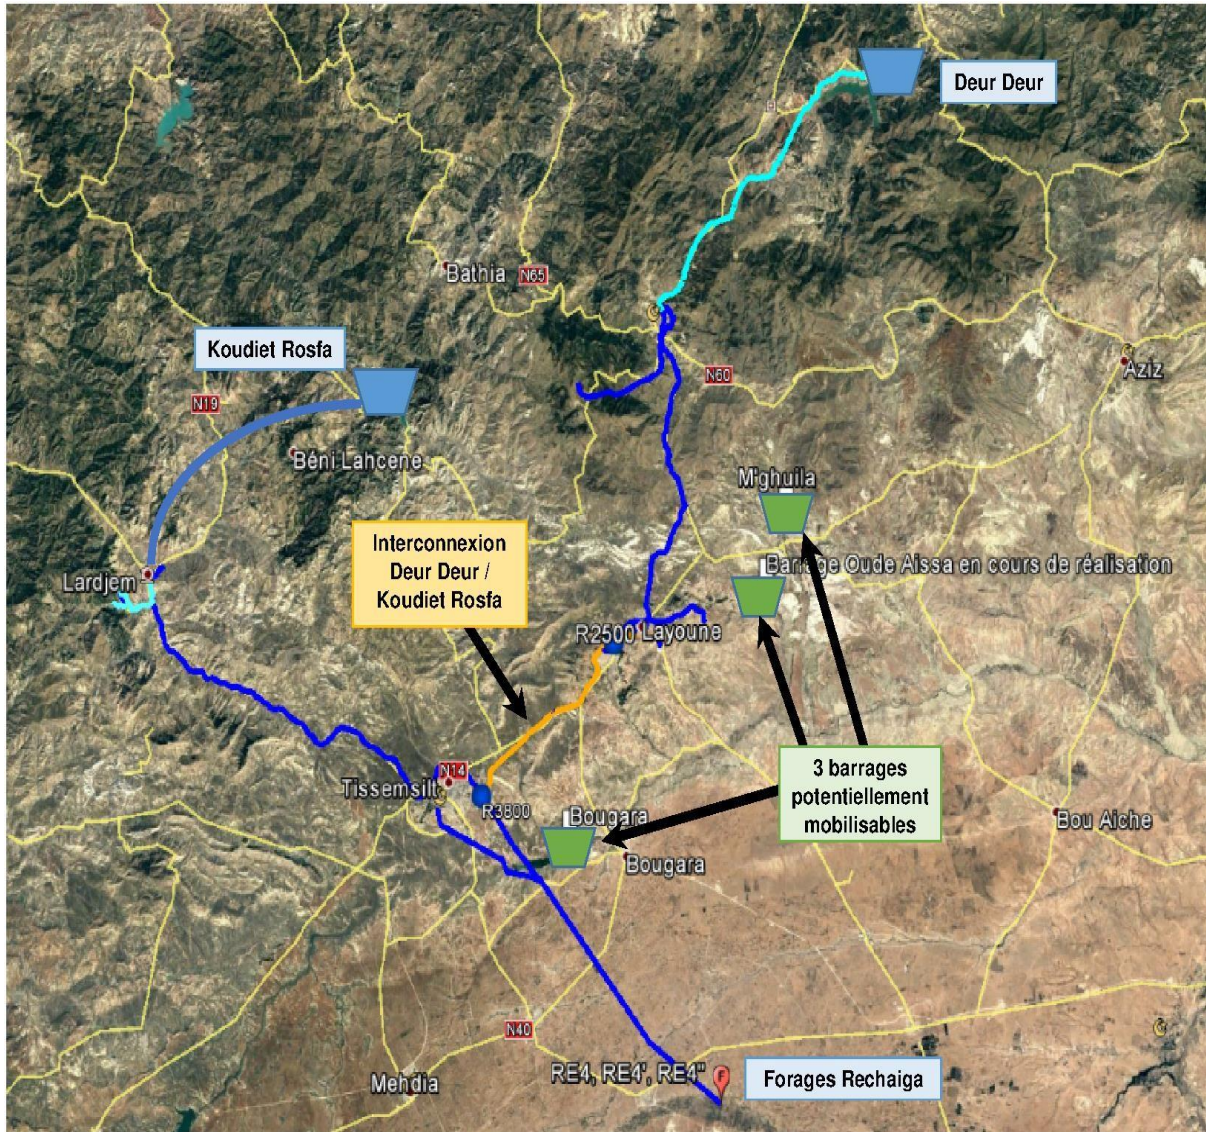 Deur Deur
Bathia
N65
Koudiet Rosfa
N60
Aziz
N19
Béni Lahcene
M'ghuila
Interconnexion
Deur Deur /
Koudiet Rosfa
Barrage Oude Aissa en cours de réalisation
Lardjem
R2500
Layoune
N14
Tissemsilt
R3800
3 barrages
potentiellement
mobilisables
Bougara
Bou Aiche
Bougara
N40
RE4, RE4', RE4"
F
Forages Rechaiga
Mehdia